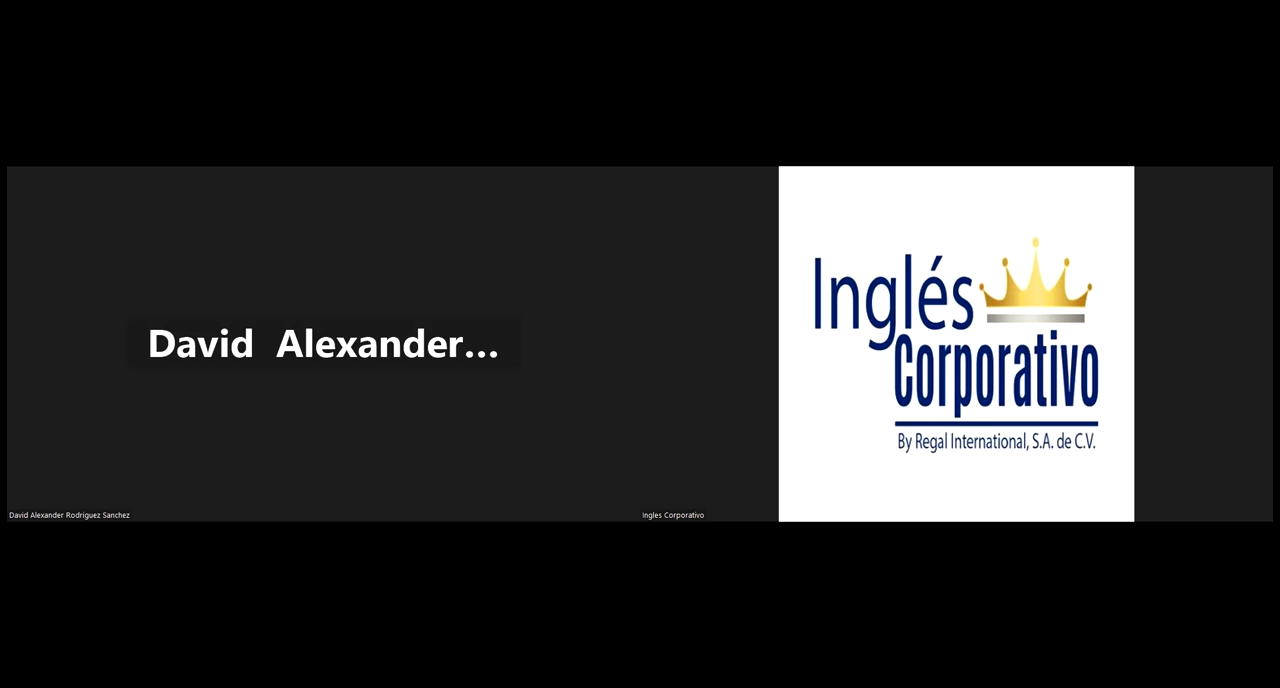 David Alexander...
David Alexander Rodriguez Sanchez
Inglés
Corporativo
By Regal International, S.A. de C.V.
Ingles Corporativo